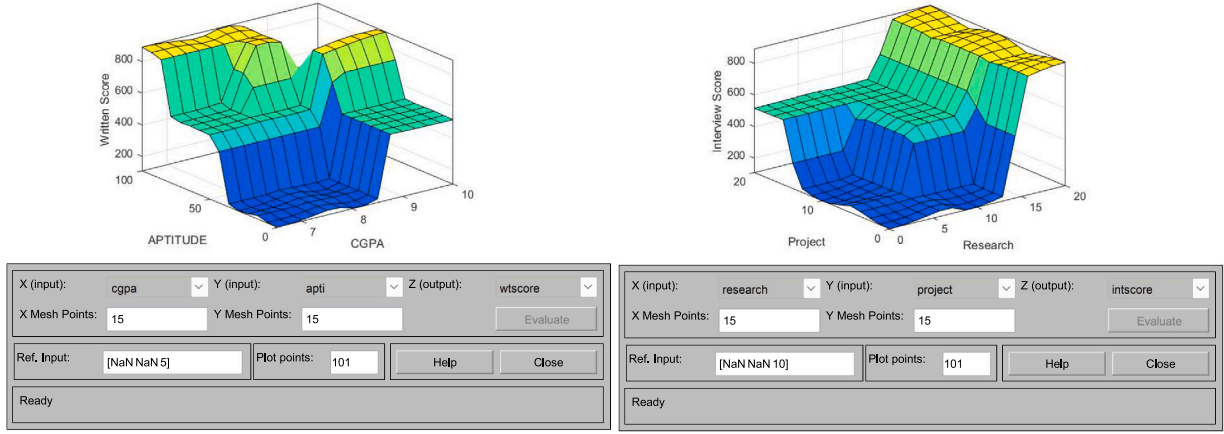 Written Score
800
600
400
200
100
50
0
APTITUDE
7
8
9
10
CGPA
Interview Score
800
600
400
200
20
10
0
Project
0
5
10
15
20
Research
X (input): cgpa Y (input): apti Z (output): wtscore
X Mesh Points: 15 Y Mesh Points: 15 Evaluate
Ref. Input: [NaN NaN 5] Plot points: 101 Help Close
Ready
X (input): research Y (input): project Z (output): intscore
X Mesh Points: 15 Y Mesh Points: 15 Evaluate
Ref. Input: [NaN NaN 10] Plot points: 101 Help Close
Ready